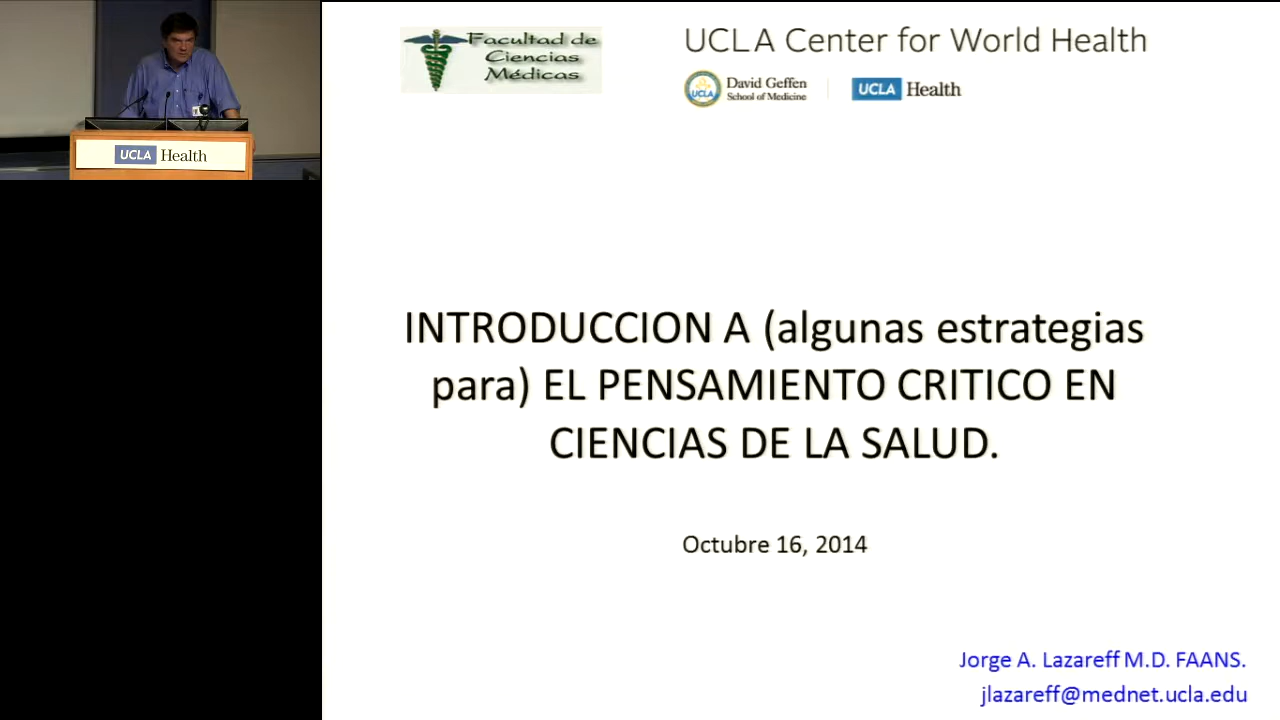 Facultad de
Ciencias
Médicas
UCLA Center for World Health
UCLA
David Geffen
School of Medicine
UCLA Health
UCLA Health
INTRODUCCION A (algunas estrategias
para) EL PENSAMIENTO CRITICO EN
CIENCIAS DE LA SALUD.
Octubre 16, 2014
Jorge A. Lazareff M.D. FAANS.
jlazareff@mednet.ucla.edu